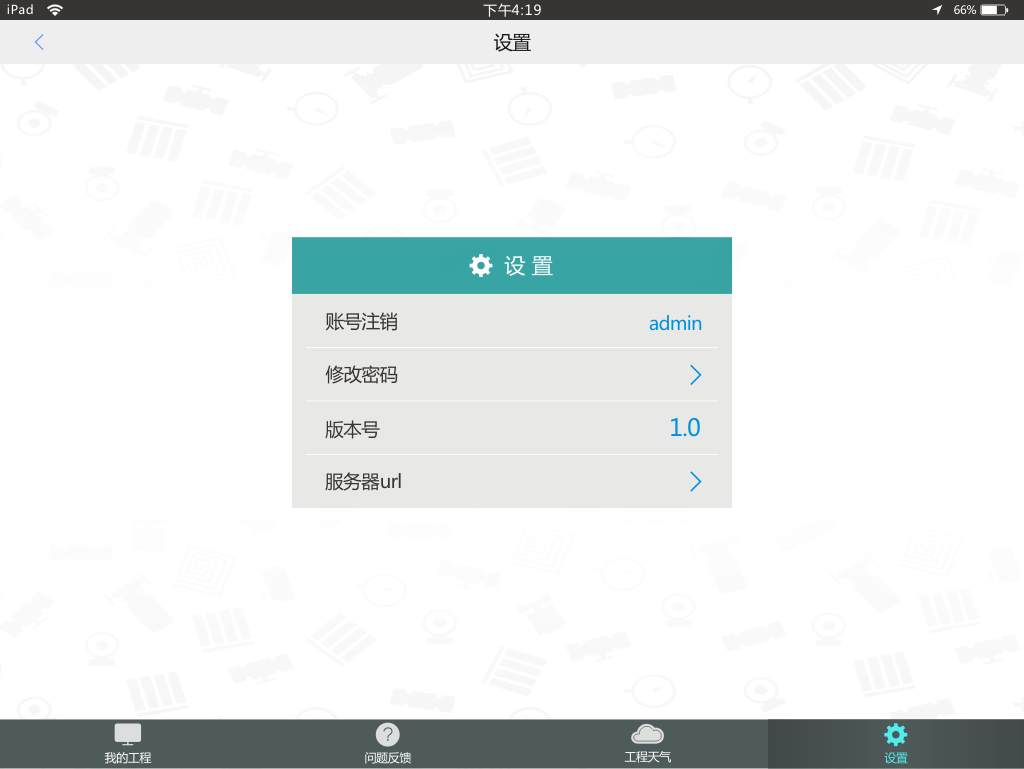 iPad 下午4:19 66%
设置
设置
账号注销 admin
修改密码
版本号 1.0
服务器url
我的工程 问题反馈 工程天气 设置